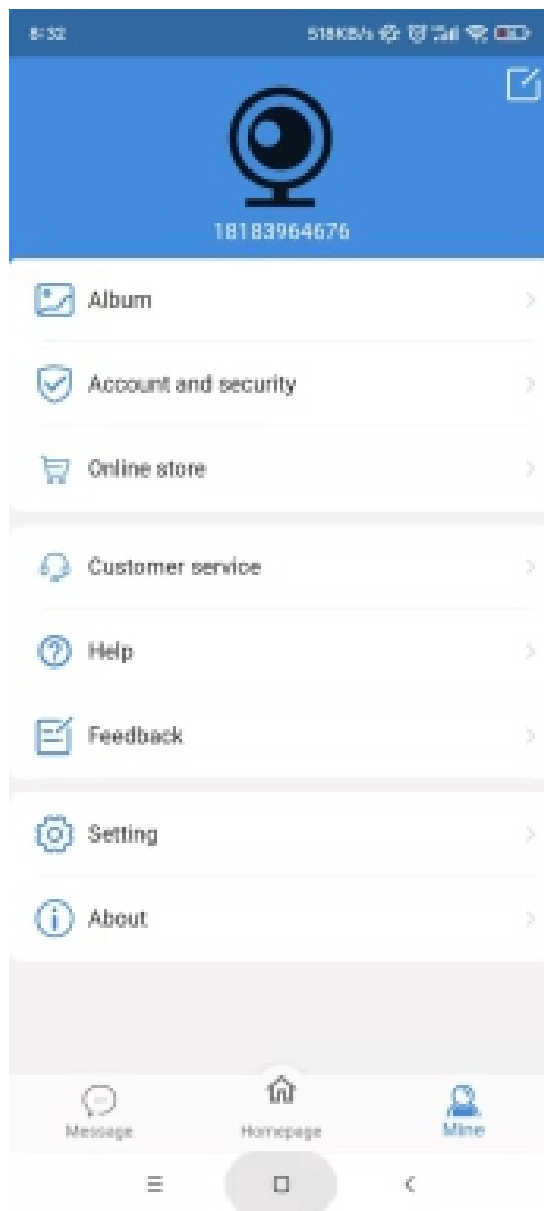 8:32 518KB/s
18183964676
Album
Account and security
Online store
Customer service
Help
Feedback
Setting
About
Message
Homepage
Mine